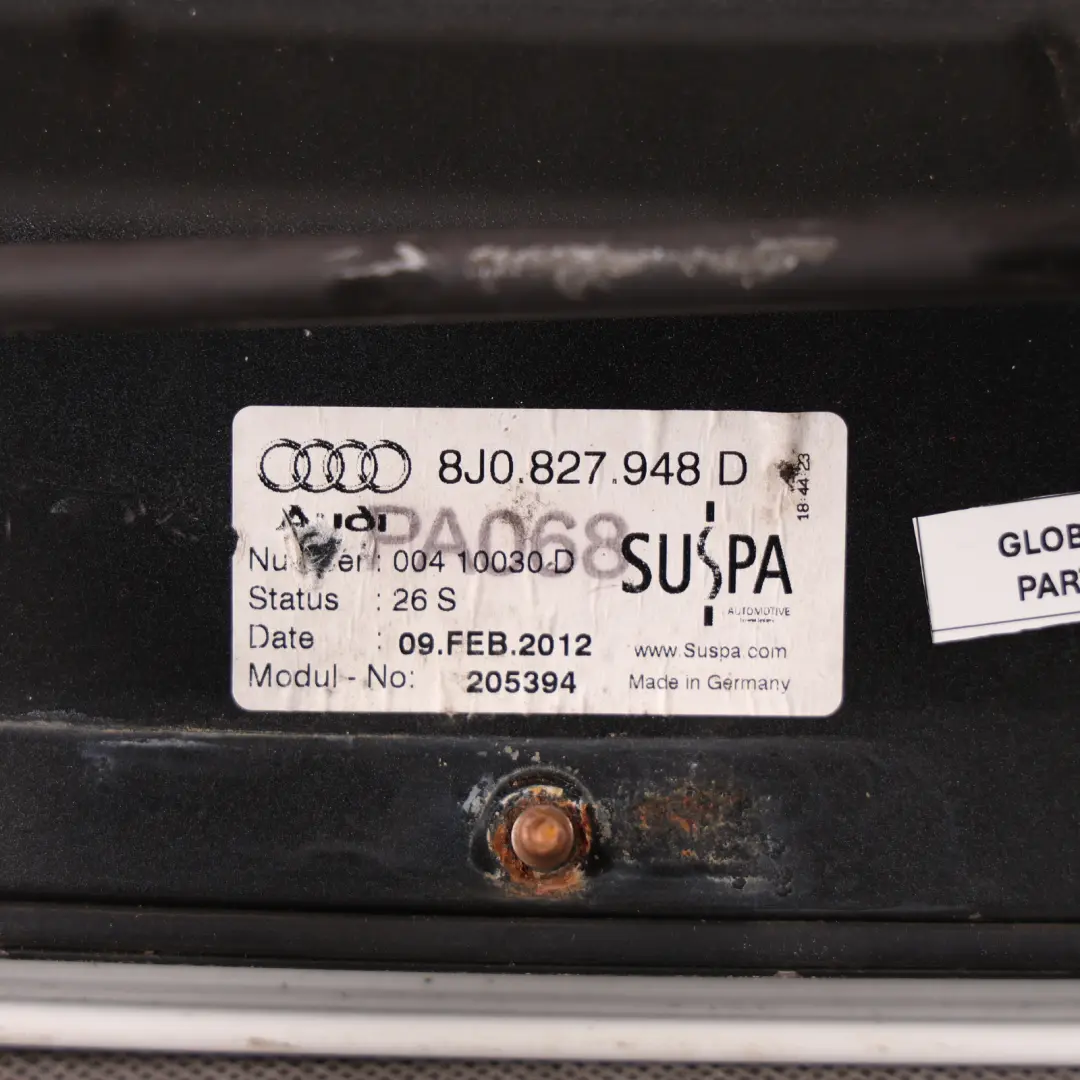 8J0.827.948 D
18:44:23
Audi
PA068
Number : 004 10030 D
SUSPA
AUTOMOTIVE
Status : 26 S
Date : 09.FEB.2012
www.Suspa.com
Modul - No: 205394
Made in Germany
GLOB
PAR